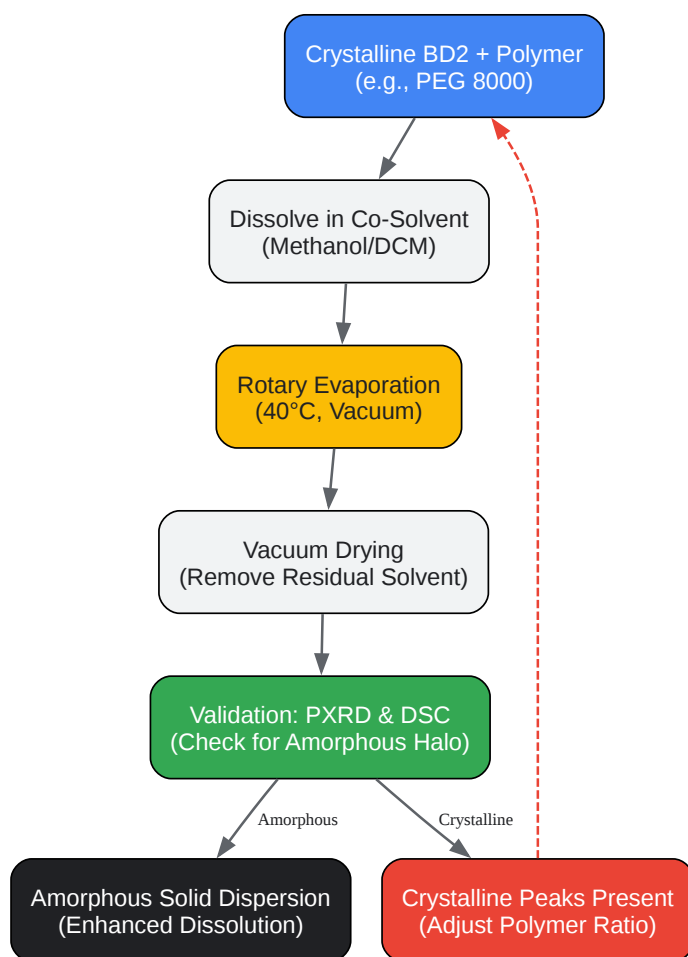 Crystalline BD2 + Polymer
(e.g., PEG 8000)
Dissolve in Co-Solvent
(Methanol/DCM)
Rotary Evaporation
(40°C, Vacuum)
Vacuum Drying
(Remove Residual Solvent)
Validation: PXRD & DSC
(Check for Amorphous Halo)
Amorphous
Crystalline
Amorphous Solid Dispersion
(Enhanced Dissolution)
Crystalline Peaks Present
(Adjust Polymer Ratio)